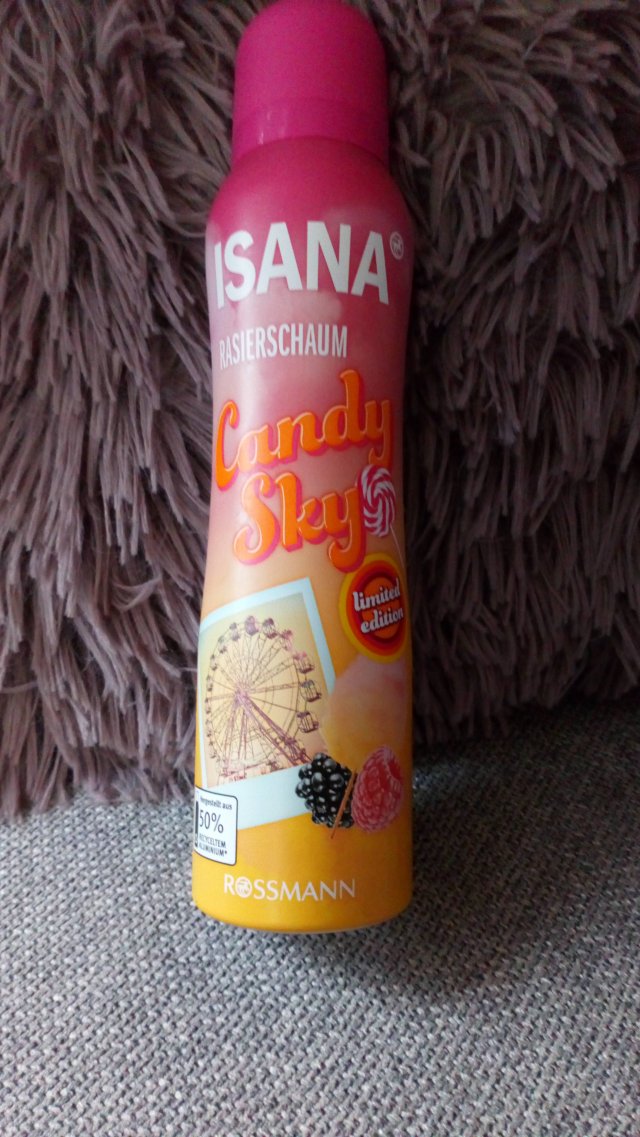 ISANA
RASIERSCHAUM
Candy
Sky
limited
edition
Hergestellt aus
50%
RECYCELTEM
ALUMINIUM*
ROSSMANN